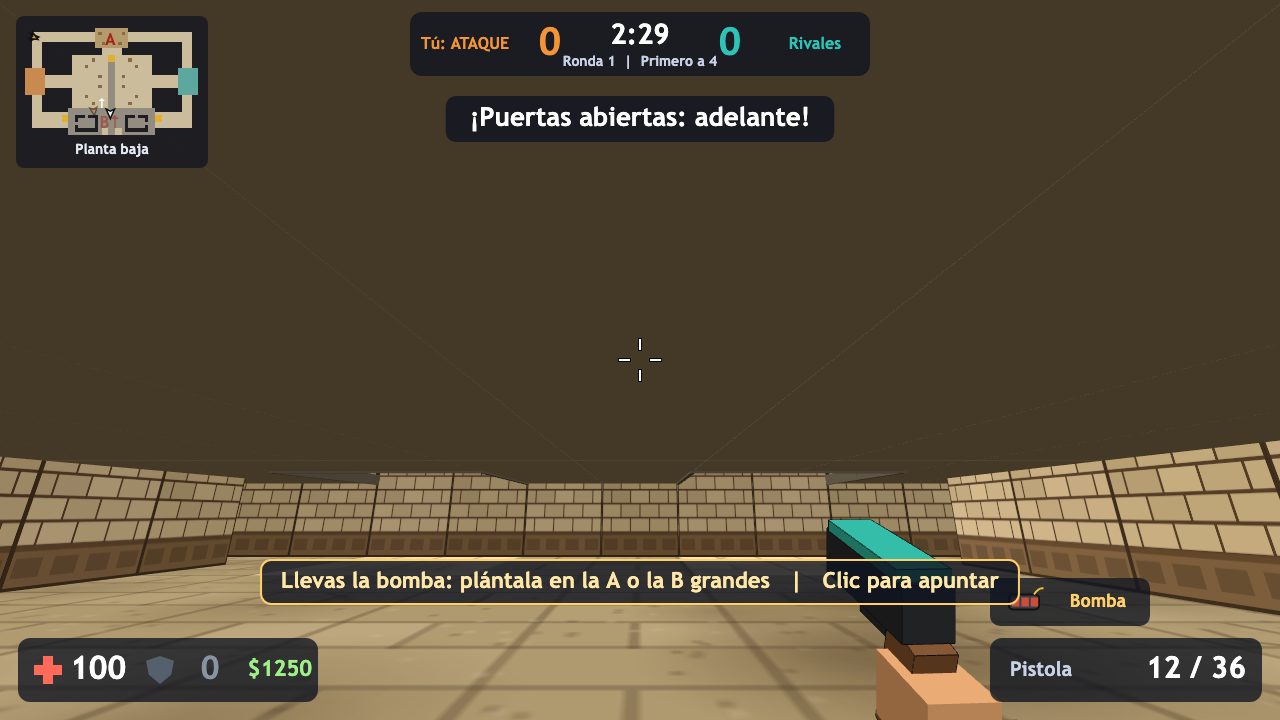 A
B↑
Planta baja
Tú: ATAQUE
0
2:29
0
Rivales
Ronda 1 | Primero a 4
¡Puertas abiertas: adelante!
Llevas la bomba: plántala en la A o la B grandes | Clic para apuntar
Bomba
100
0
$1250
Pistola
12 / 36